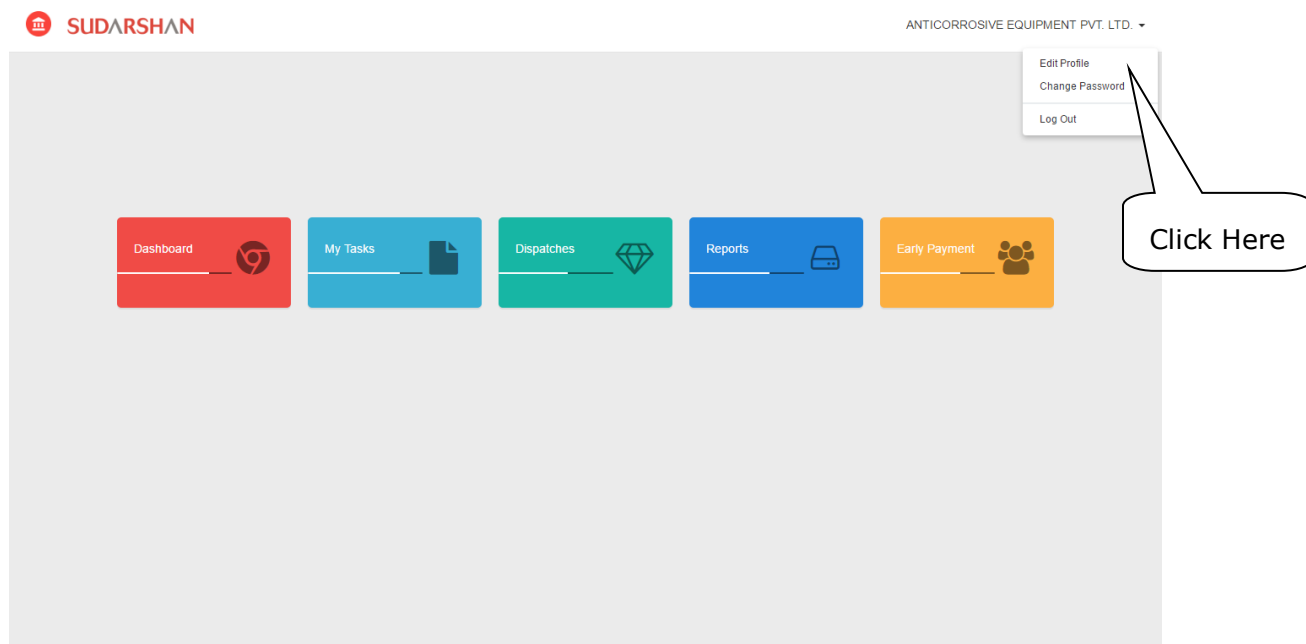 SUDARSHAN
ANTICORROSIVE EQUIPMENT PVT. LTD.
Edit Profile
Change Password
Log Out
Click Here
Dashboard
My Tasks
Dispatches
Reports
Early Payment